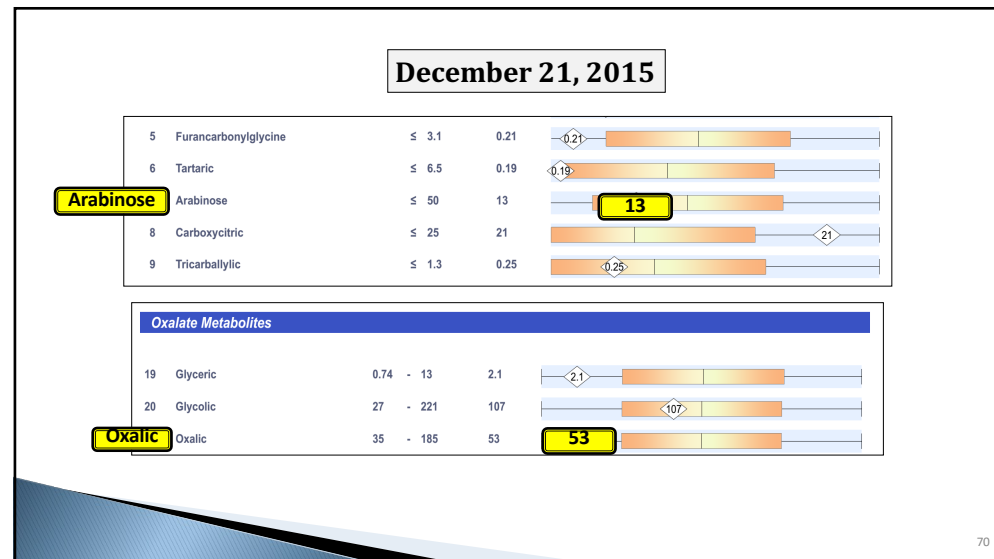 December 21, 2015
5 Furancarbonylglycine ≤ 3.1 0.21 0.21
6 Tartaric ≤ 6.5 0.19 0.19
Arabinose Arabinose ≤ 50 13 13
8 Carboxycitric ≤ 25 21 21
9 Tricarballylic ≤ 1.3 0.25 0.25
Oxalate Metabolites
19 Glyceric 0.74 - 13 2.1 2.1
20 Glycolic 27 - 221 107 107
Oxalic Oxalic 35 - 185 53 53
70